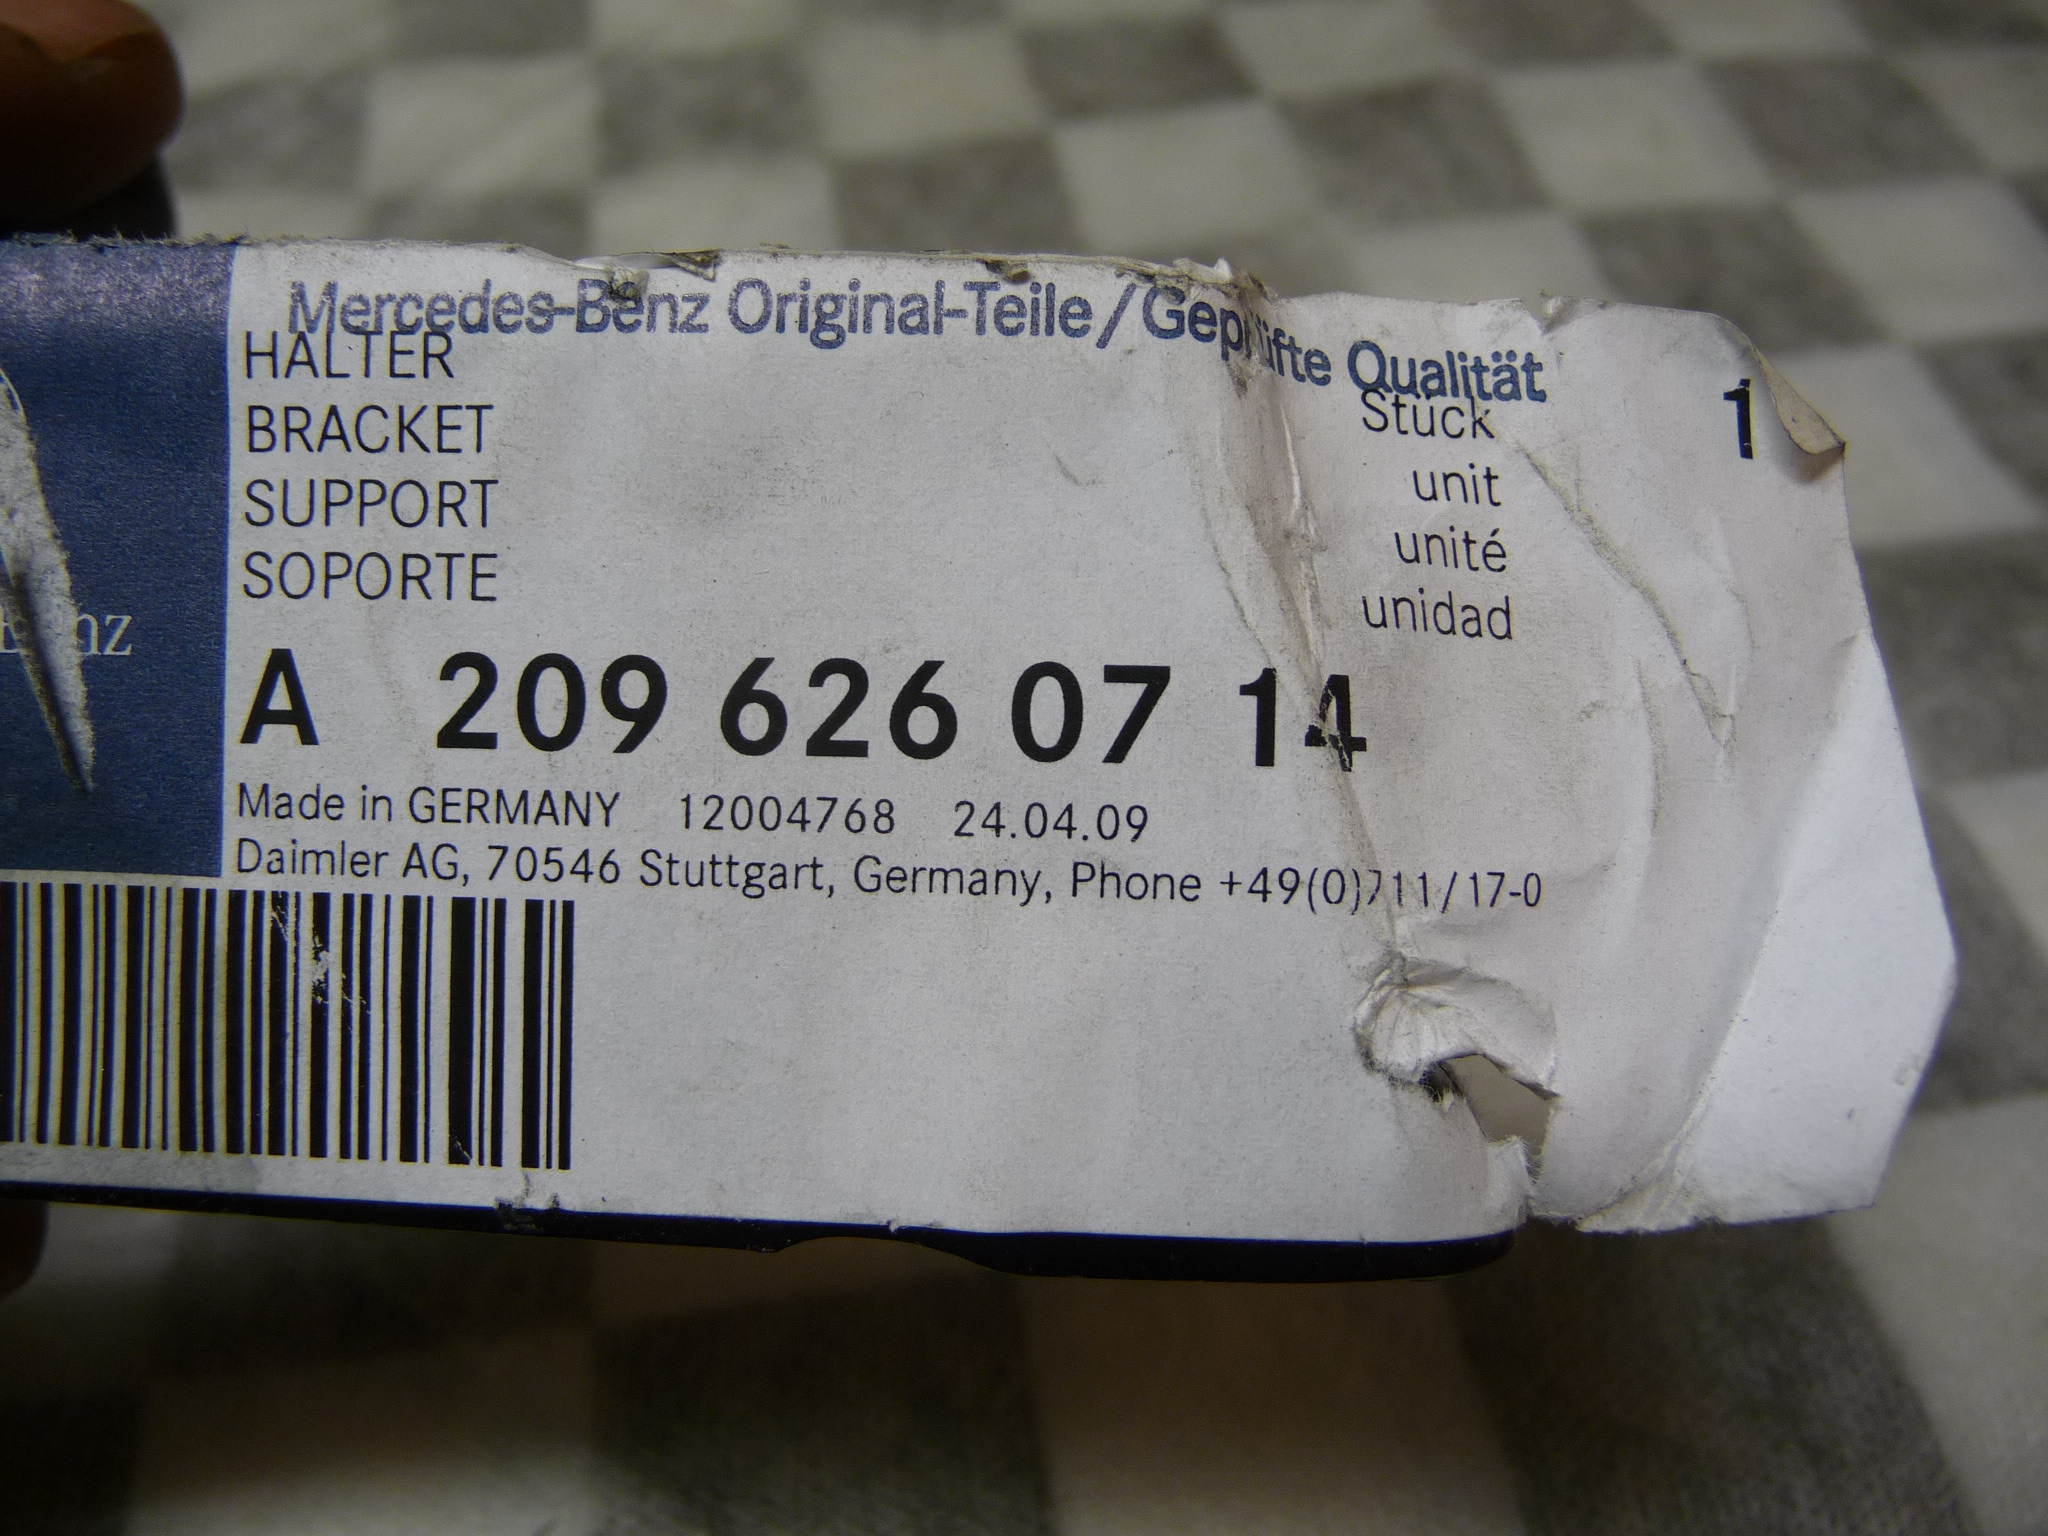 Mercedes-Benz Original-Teile/Geprüfte Qualität
HALTER
BRACKET
SUPPORT
SOPORTE
Stück
unit
unité
unidad
1
A 209 626 07 14
Made in GERMANY 12004768 24.04.09
Daimler AG, 70546 Stuttgart, Germany, Phone +49(0)711/17-0